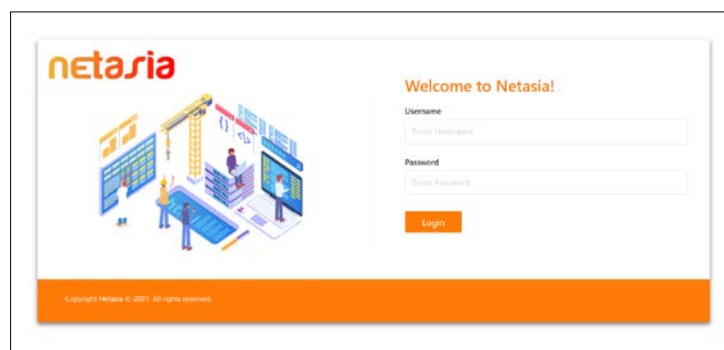 netasia
Welcome to Netasia!
Username
Enter Username
Password
Enter Password
Login
Copyright Netasia © 2021. All rights reserved.